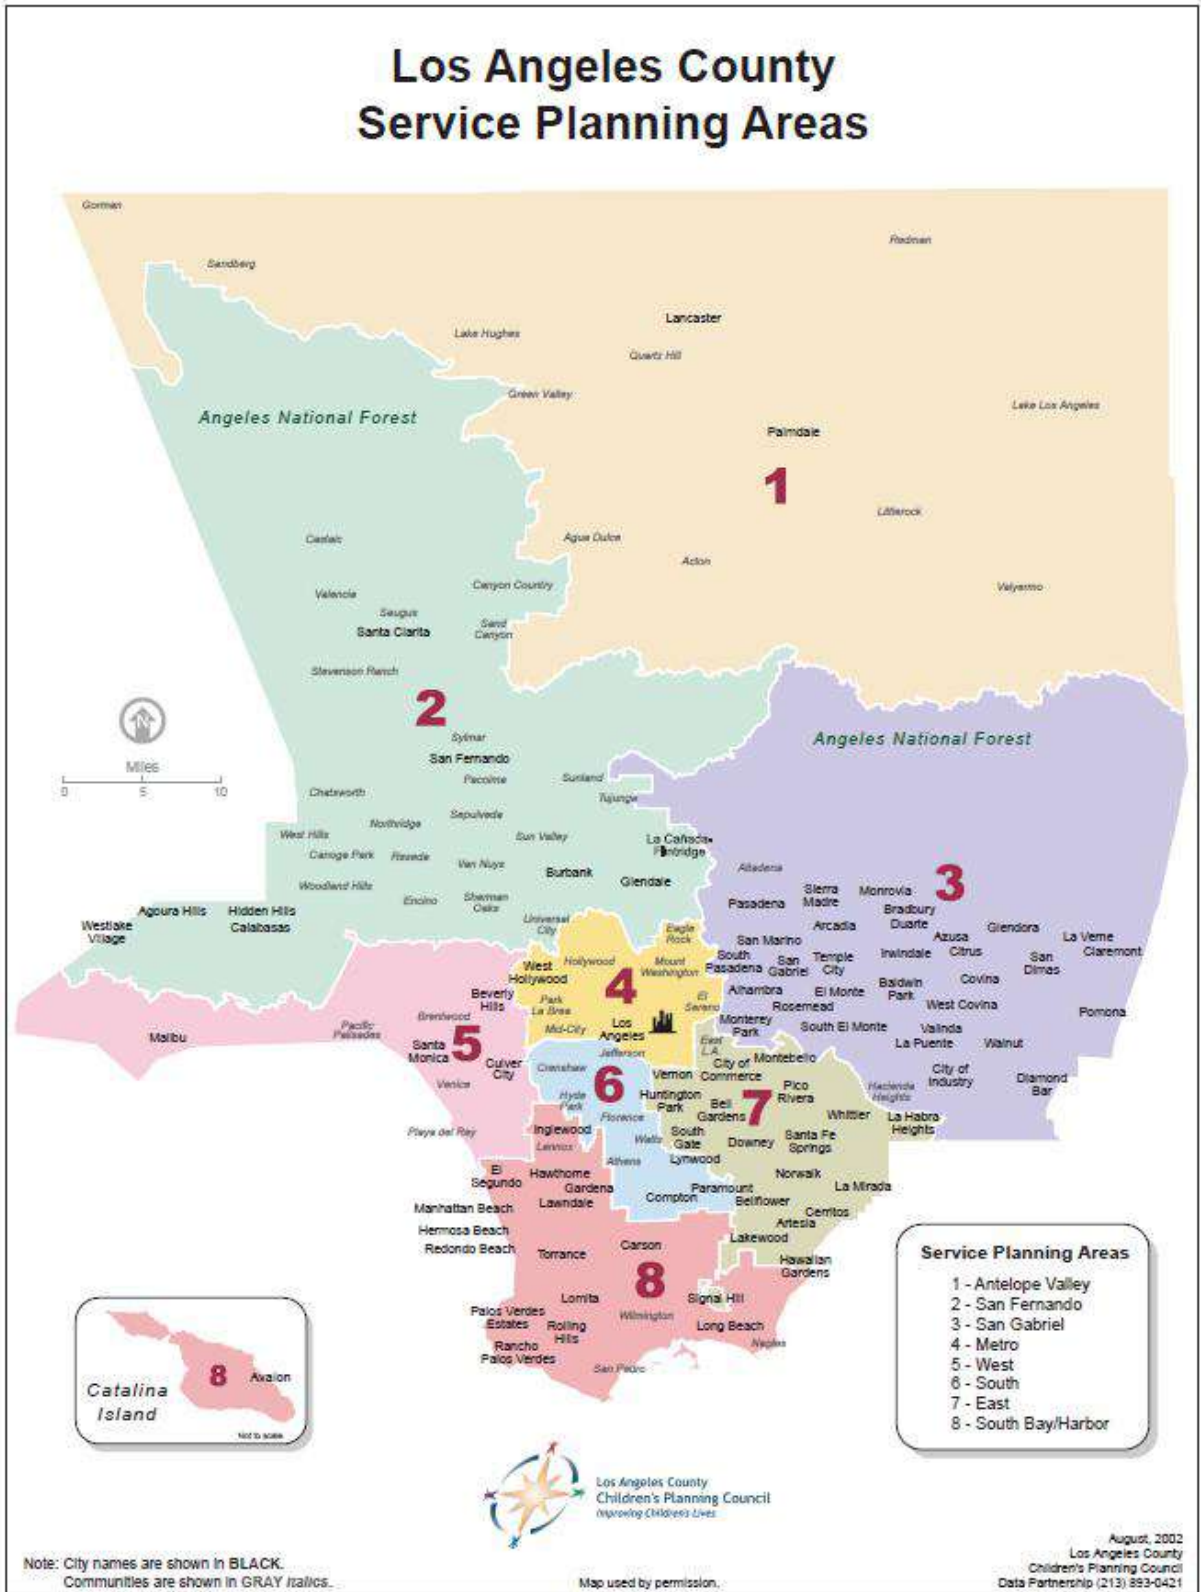 Los Angeles County
Service Planning Areas
Gorman
Redman
Sandberg
Lancaster
Lake Hughes
Quartz Hill
Green Valley
Lake Los Angeles
Angeles National Forest
Palmdale
1
Littlerock
Castaic
Agua Dulce
Acton
Canyon Country
Valyermo
Valencia
Saugus
Santa Clarita
Sand
Canyon
Stevenson Ranch
2
N
Miles
0 5 10
Sylmar
San Fernando
Pacoima
Angeles National Forest
Sunland
Tujunga
Chatsworth
Northridge
Sepulveda
West Hills
Sun Valley
La Cañada
Flintridge
Canoga Park
Reseda
Van Nuys
Burbank
Glendale
Woodland Hills
Encino
Sherman
Oaks
Universal
City
Agoura Hills
Hidden Hills
Calabasas
Westlake
Village
Altadena
3
Pasadena
Sierra
Madre
Monrovia
Bradbury
Duarte
Arcadia
Glendora
Azusa
Citrus
La Verne
Claremont
San Marino
South
Pasadena
San
Gabriel
Temple
City
Irwindale
San
Dimas
Alhambra
El Monte
Baldwin
Park
Covina
Rosemead
West Covina
Pomona
Monterey
Park
South El Monte
Valinda
La Puente
Walnut
City of
Industry
Diamond
Bar
Hacienda
Heights
La Habra
Heights
Eagle
Rock
Hollywood
West
Hollywood
4
Mount
Washington
Park
La Brea
El
Sereno
Mid-City
Los
Angeles
Beverly
Hills
Brentwood
Pacific
Palisades
Malibu
Santa
Monica
5
Culver
City
Venice
Playa del Rey
Jefferson
Crenshaw
6
Hyde
Park
Florence
Watts
Athens
Lynwood
Compton
Paramount
East
L.A.
City of
Commerce
Montebello
Vernon
Huntington
Park
Bell
Gardens
7
Pico
Rivera
Whittier
South
Gate
Downey
Santa Fe
Springs
Norwalk
La Mirada
Bellflower
Cerritos
Artesia
Lakewood
Hawaiian
Gardens
Inglewood
Lennox
El
Segundo
Hawthorne
Gardena
Lawndale
Manhattan Beach
Hermosa Beach
Redondo Beach
Torrance
Carson
8
Lomita
Signal Hill
Palos Verdes
Estates
Rolling
Hills
Wilmington
Long Beach
Rancho
Palos Verdes
Naples
San Pedro
8
Avalon
Catalina
Island
Not to scale
Service Planning Areas
1 - Antelope Valley
2 - San Fernando
3 - San Gabriel
4 - Metro
5 - West
6 - South
7 - East
8 - South Bay/Harbor
Los Angeles County
Children's Planning Council
Improving Children's Lives
Note: City names are shown in BLACK.
Communities are shown in GRAY italics.
Map used by permission.
August, 2002
Los Angeles County
Children's Planning Council
Data Partnership (213) 893-0421